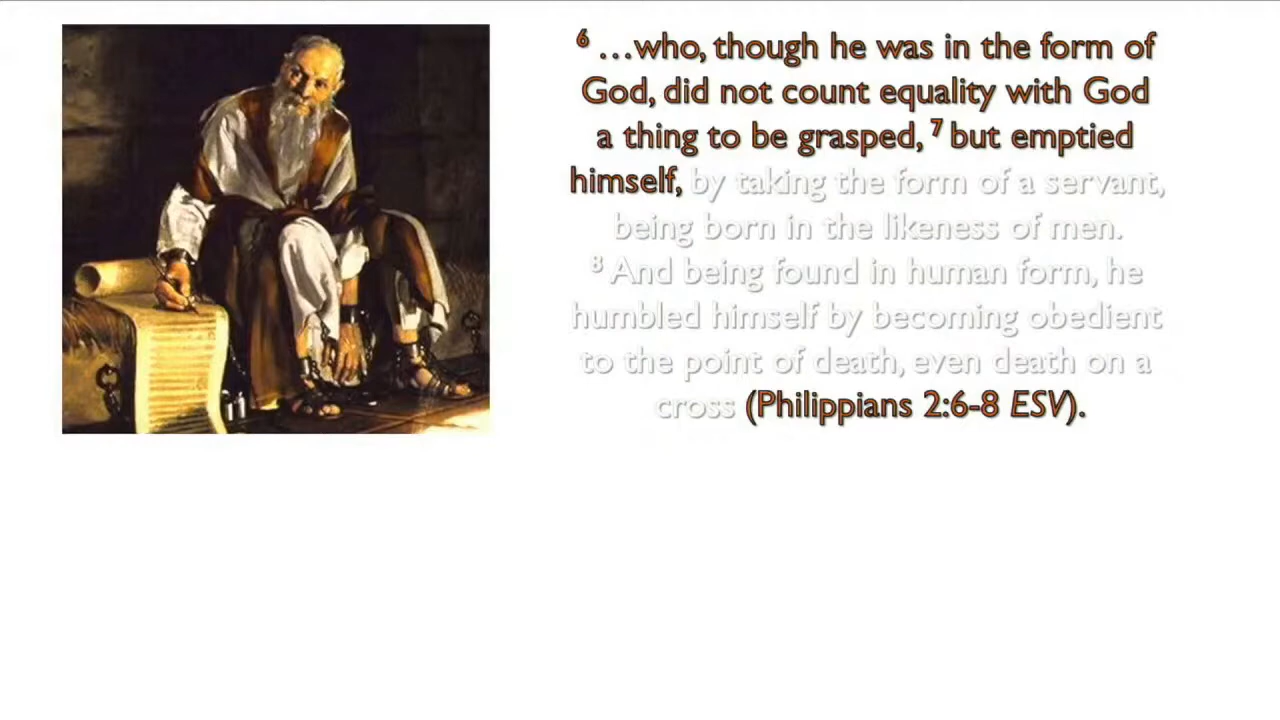 6 …who, though he was in the form of
God, did not count equality with God
a thing to be grasped, 7 but emptied
himself, by taking the form of a servant,
being born in the likeness of men.
8 And being found in human form, he
humbled himself by becoming obedient
to the point of death, even death on a
cross (Philippians 2:6-8 ESV).